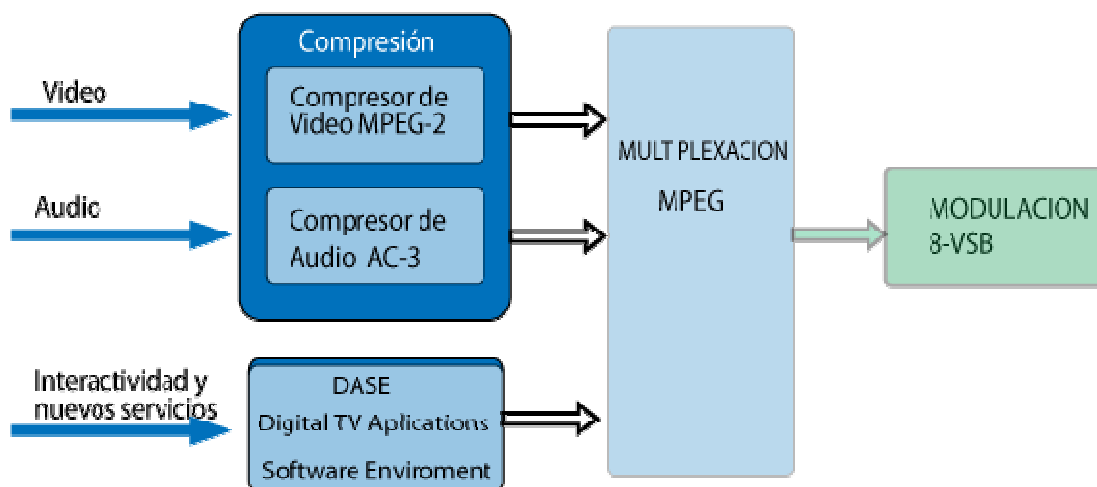 Compresión
Video
Compresor de
Video MPEG-2
Audio
Compresor de
Audio AC-3
MULT PLEXACION
MPEG
MODULACION
8-VSB
Interactividad y
nuevos servicios
DASE
Digital TV Aplications
Software Enviroment